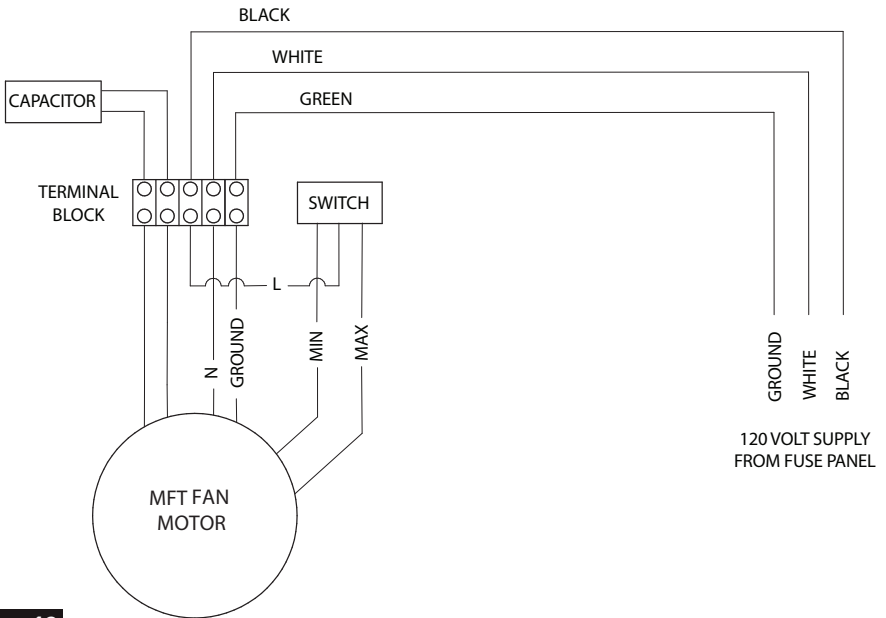 BLACK
WHITE
GREEN
CAPACITOR
TERMINAL
BLOCK
SWITCH
L
N
GROUND
MIN
MAX
GROUND
WHITE
BLACK
120 VOLT SUPPLY
FROM FUSE PANEL
MFT FAN
MOTOR